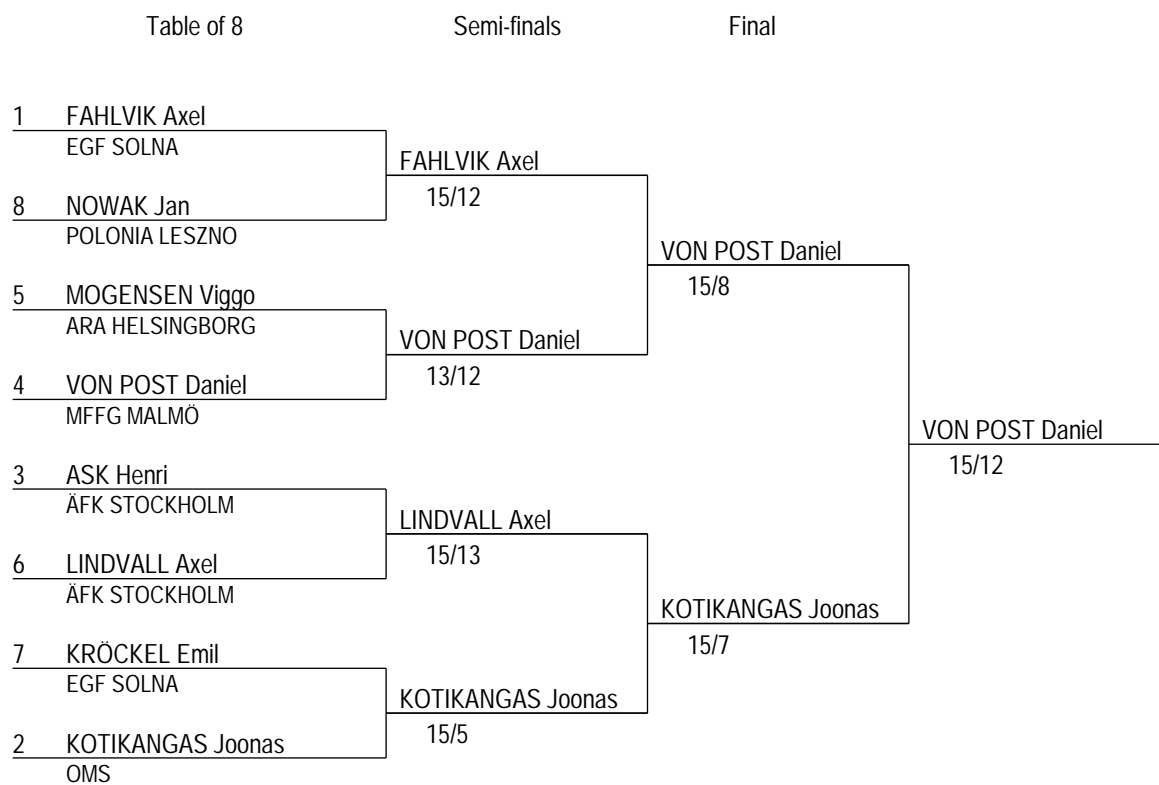 Table of 8 Semi-finals Final
1 FAHLVIK Axel
EGF SOLNA
FAHLVIK Axel
15/12
8 NOWAK Jan
POLONIA LESZNO
VON POST Daniel
15/8
5 MOGENSEN Viggo
ARA HELSINGBORG
VON POST Daniel
13/12
4 VON POST Daniel
MFFG MALMÖ
VON POST Daniel
15/12
3 ASK Henri
ÄFK STOCKHOLM
LINDVALL Axel
15/13
6 LINDVALL Axel
ÄFK STOCKHOLM
KOTIKANGAS Joonas
15/7
7 KRÖCKEL Emil
EGF SOLNA
KOTIKANGAS Joonas
15/5
2 KOTIKANGAS Joonas
OMS